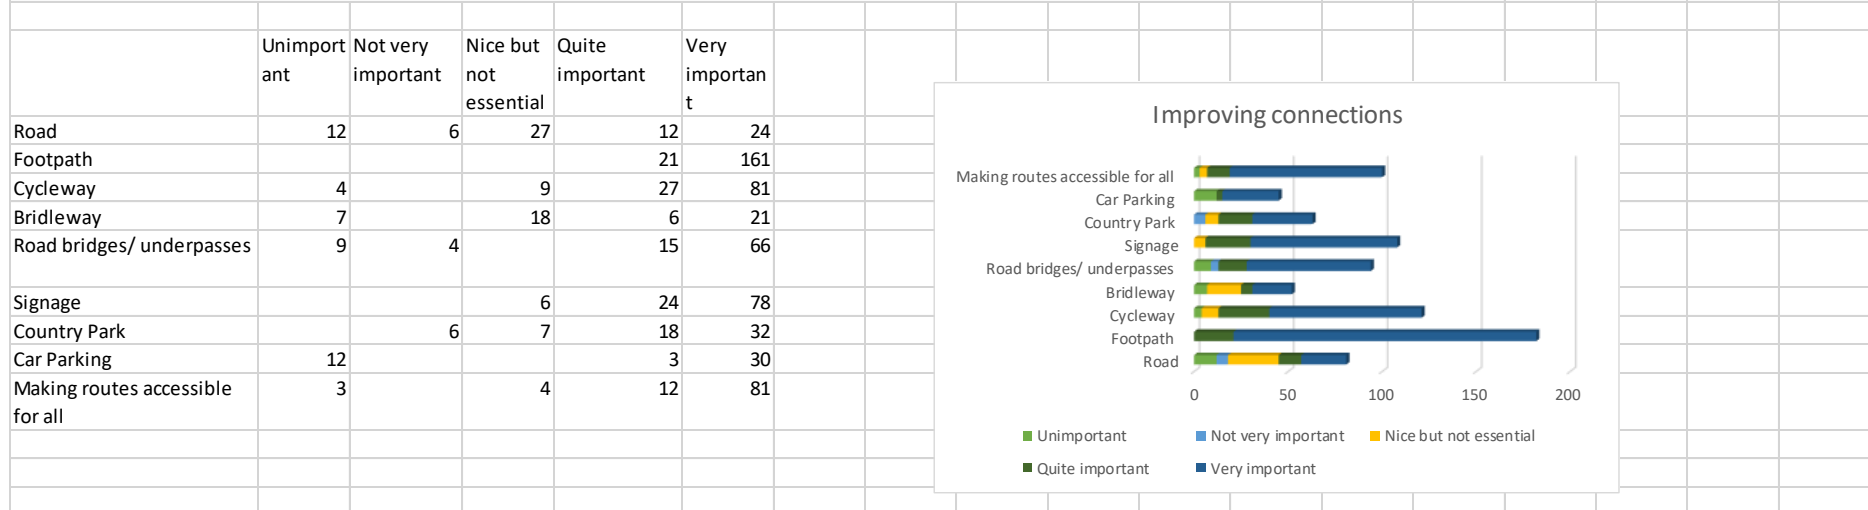 Unimport Not very Nice but Quite Very
ant important not important importan
essential t
Road 12 6 27 12 24
Footpath 21 161
Cycleway 4 9 27 81
Bridleway 7 18 6 21
Road bridges/ underpasses 9 4 15 66
Signage 6 24 78
Country Park 6 7 18 32
Car Parking 12 3 30
Making routes accessible 3 4 12 81
for all
Improving connections
Making routes accessible for all
Car Parking
Country Park
Signage
Road bridges/ underpasses
Bridleway
Cycleway
Footpath
Road
0 50 100 150 200
Unimportant Not very important Nice but not essential
Quite important Very important